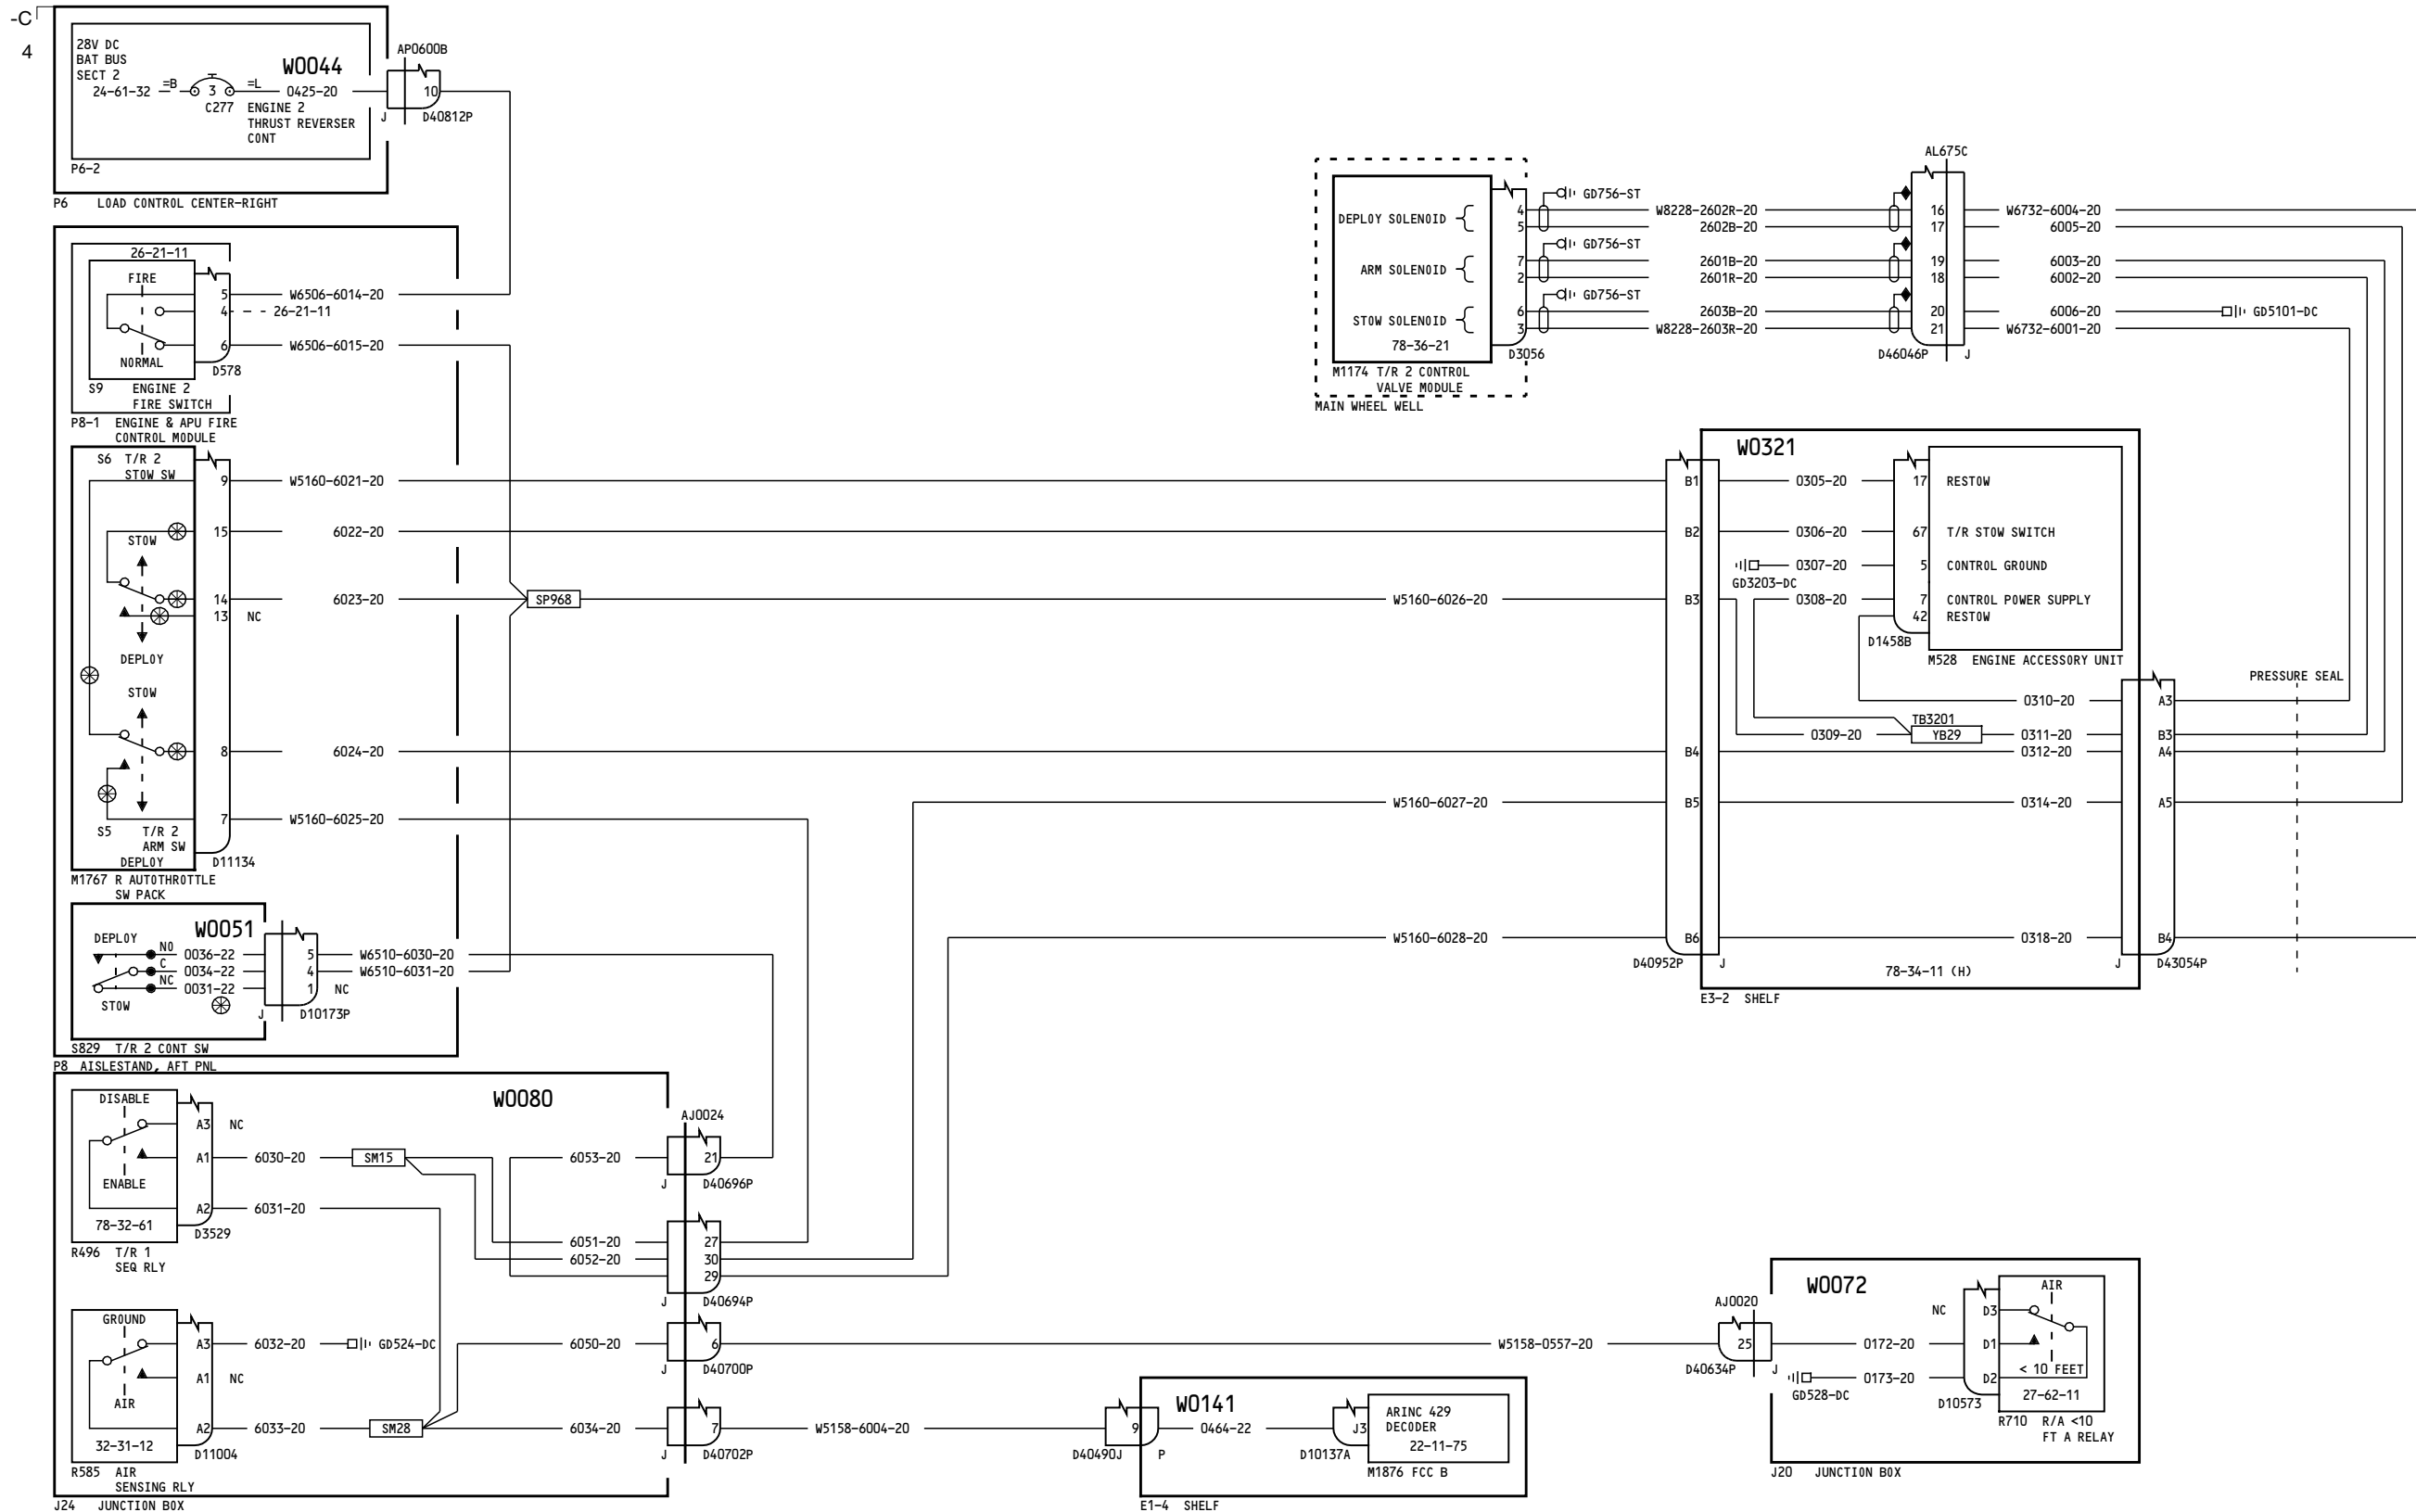 -C
4
28V DC
BAT BUS
SECT 2
24-61-32
=B
3
=L
W0044
0425-20
C277
ENGINE 2
THRUST REVERSER
CONT
P6-2
P6 LOAD CONTROL CENTER-RIGHT
AP0600B
10
J
D40812P
26-21-11
FIRE
NORMAL
5
4
6
W6506-6014-20
26-21-11
W6506-6015-20
D578
S9 ENGINE 2
FIRE SWITCH
P8-1 ENGINE & APU FIRE
CONTROL MODULE
S6 T/R 2
STOW SW
9
W5160-6021-20
15
6022-20
STOW
14
6023-20
13
NC
DEPLOY
STOW
8
6024-20
7
W5160-6025-20
S5 T/R 2
ARM SW
DEPLOY
D11134
M1767 R AUTOTHROTTLE
SW PACK
SP968
W5160-6026-20
W0051
DEPLOY
NO
0036-22
C
0034-22
NC
0031-22
STOW
5
4
1
NC
W6510-6030-20
W6510-6031-20
J
D10173P
S829 T/R 2 CONT SW
P8 AISLESTAND, AFT PNL
MAIN WHEEL WELL
DEPLOY SOLENOID
ARM SOLENOID
STOW SOLENOID
78-36-21
4
5
7
2
6
3
D3056
M1174 T/R 2 CONTROL
VALVE MODULE
GD756-ST
W8228-2602R-20
2602B-20
GD756-ST
2601B-20
2601R-20
GD756-ST
2603B-20
W8228-2603R-20
AL675C
16
17
19
18
20
21
D46046P
J
W6732-6004-20
6005-20
6003-20
6002-20
6006-20
GD5101-DC
W6732-6001-20
W0321
B1
0305-20
17
RESTOW
B2
0306-20
67
T/R STOW SWITCH
0307-20
5
CONTROL GROUND
GD3203-DC
B3
0308-20
7
CONTROL POWER SUPPLY
42
RESTOW
D1458B
M528 ENGINE ACCESSORY UNIT
PRESSURE SEAL
0310-20
A3
TB3201
0309-20
YB29
0311-20
B3
B4
0312-20
A4
W5160-6027-20
B5
0314-20
A5
W5160-6028-20
B6
0318-20
B4
D40952P
J
78-34-11 (H)
J
D43054P
E3-2 SHELF
W0080
DISABLE
ENABLE
78-32-61
A3
NC
A1
6030-20
SM15
A2
6031-20
D3529
R496 T/R 1
SEQ RLY
AJ0024
6053-20
21
J
D40696P
6051-20
27
6052-20
30
29
J
D40694P
GROUND
AIR
32-31-12
A3
6032-20
GD524-DC
A1
NC
A2
6033-20
SM28
D11004
R585 AIR
SENSING RLY
6050-20
6
J
D40700P
6034-20
7
J
D40702P
J24 JUNCTION BOX
W5158-0557-20
W5158-6004-20
W0141
9
0464-22
J3
ARINC 429
DECODER
22-11-75
D40490J
P
D10137A
M1876 FCC B
E1-4 SHELF
W0072
AJ0020
25
D40634P
J
0172-20
GD528-DC
0173-20
NC
D3
D1
D2
AIR
< 10 FEET
27-62-11
D10573
R710 R/A <10
FT A RELAY
J20 JUNCTION BOX